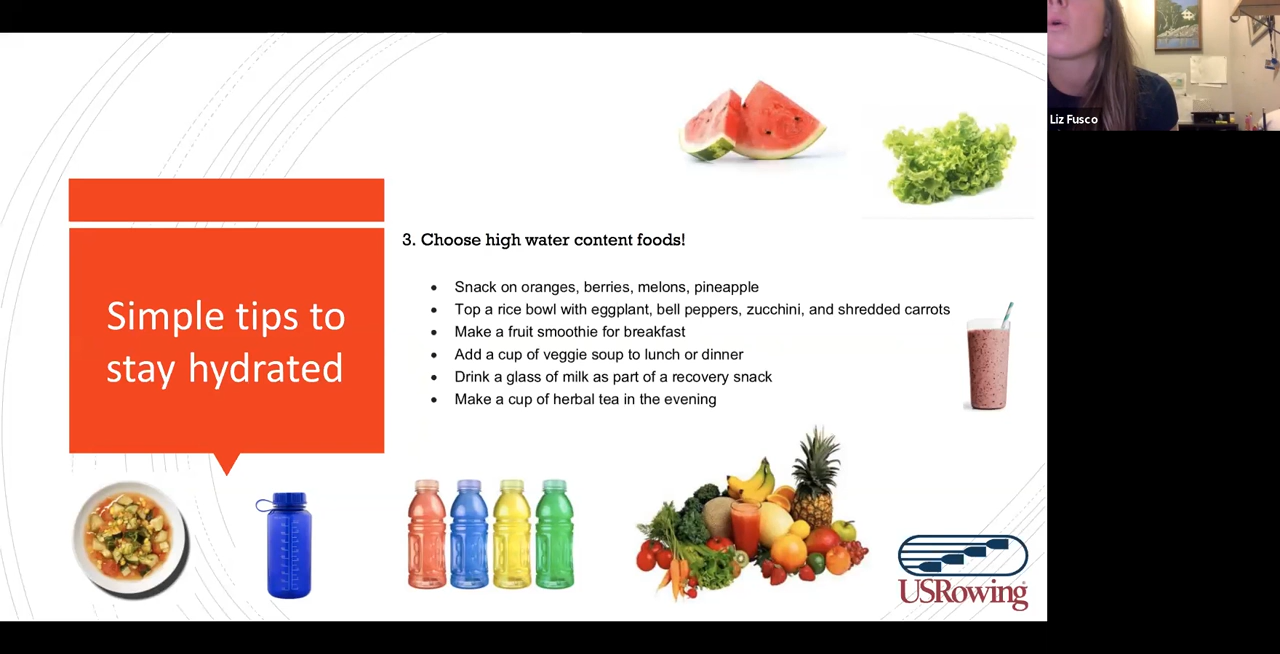 Liz Fusco
Simple tips to
stay hydrated
3. Choose high water content foods!
• Snack on oranges, berries, melons, pineapple
• Top a rice bowl with eggplant, bell peppers, zucchini, and shredded carrots
• Make a fruit smoothie for breakfast
• Add a cup of veggie soup to lunch or dinner
• Drink a glass of milk as part of a recovery snack
• Make a cup of herbal tea in the evening
USRowing